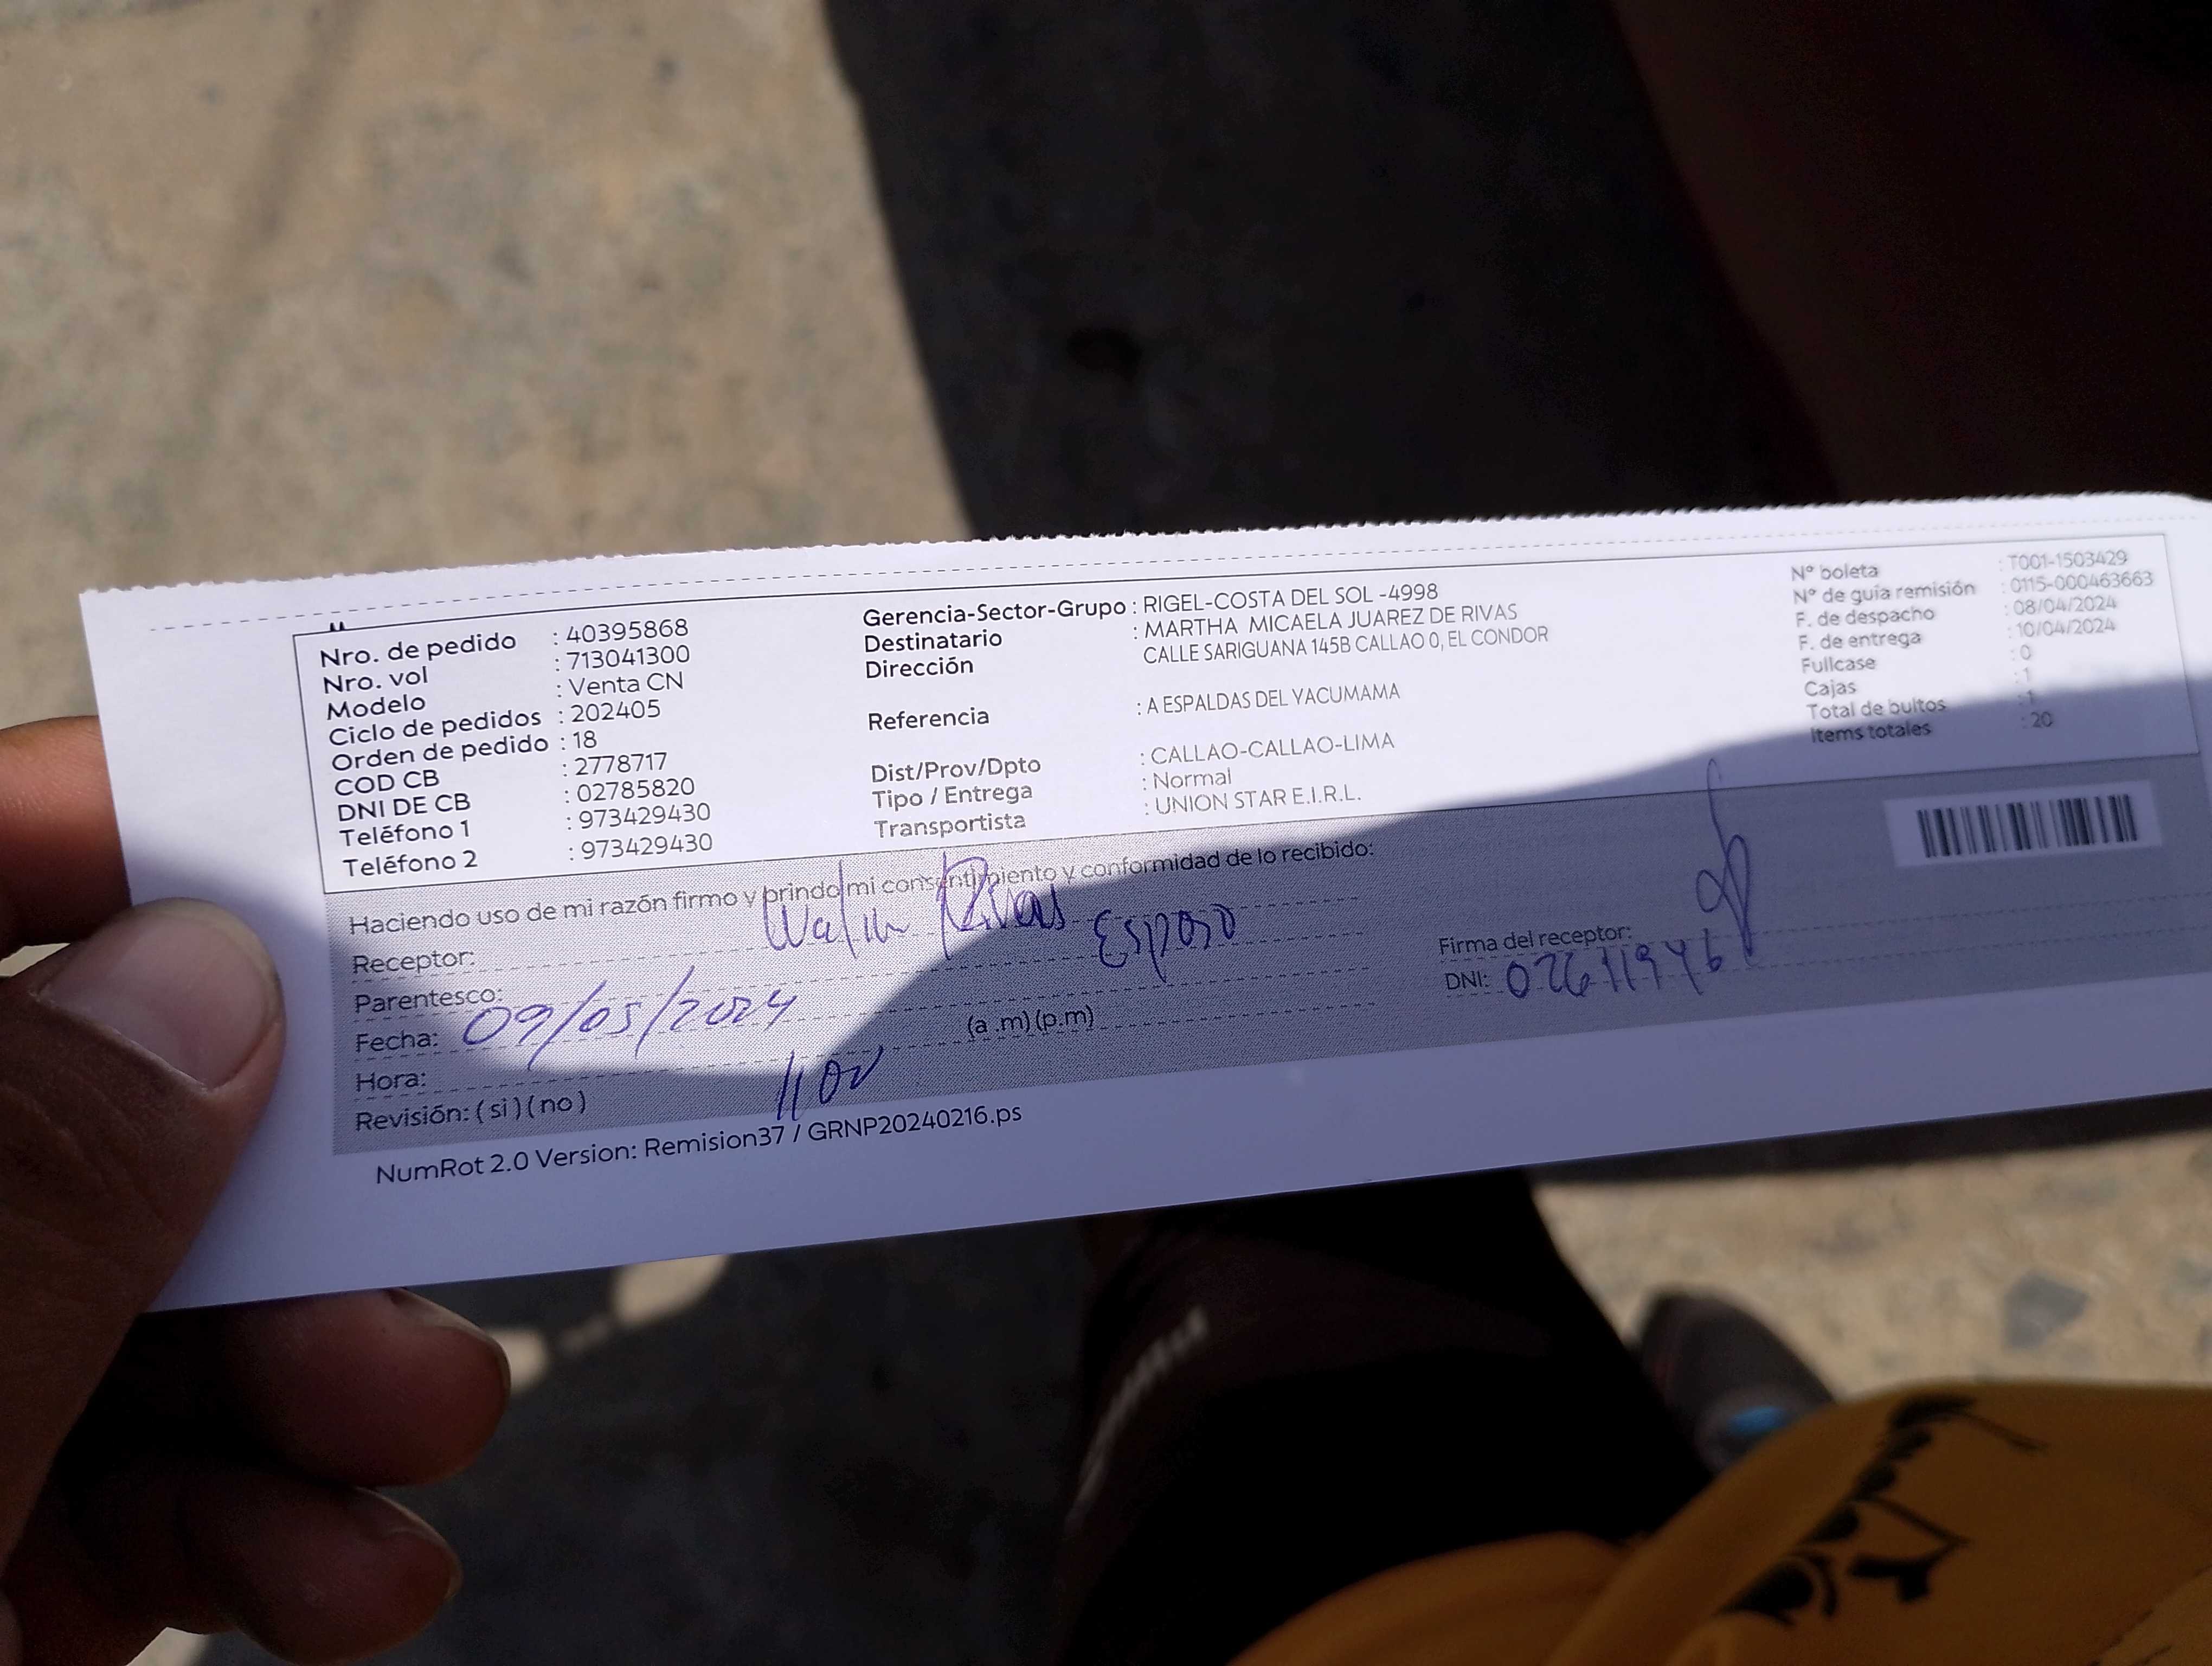 Nro. de pedido : 40395868
Nro. vol : 713041300
Modelo : Venta CN
Ciclo de pedidos : 202405
Orden de pedido : 18
COD CB : 2778717
DNI DE CB : 02785820
Teléfono 1 : 973429430
Teléfono 2 : 973429430
Gerencia-Sector-Grupo : RIGEL-COSTA DEL SOL -4998
Destinatario : MARTHA MICAELA JUAREZ DE RIVAS
Dirección CALLE SARIGUANA 145B CALLAO 0, EL CONDOR
Referencia : A ESPALDAS DEL YACUMAMA
Dist/Prov/Dpto : CALLAO-CALLAO-LIMA
Tipo / Entrega : Normal
Transportista : UNION STAR E.I.R.L.
N° boleta : T001-1503429
N° de guía remisión : 0115-000463663
F. de despacho : 08/04/2024
F. de entrega : 10/04/2024
Fullcase : 0
Cajas : 1
Total de bultos : 1
Items totales : 20
Haciendo uso de mi razón firmo y brindo mi consentimiento y conformidad de lo recibido:
Receptor: Rivas
Parentesco: Esposo
Fecha: 09/05/2024
Hora: (a .m) (p.m)
Revisión: ( si ) ( no )
Firma del receptor:
DNI:
NumRot 2.0 Version: Remision37 / GRNP20240216.ps